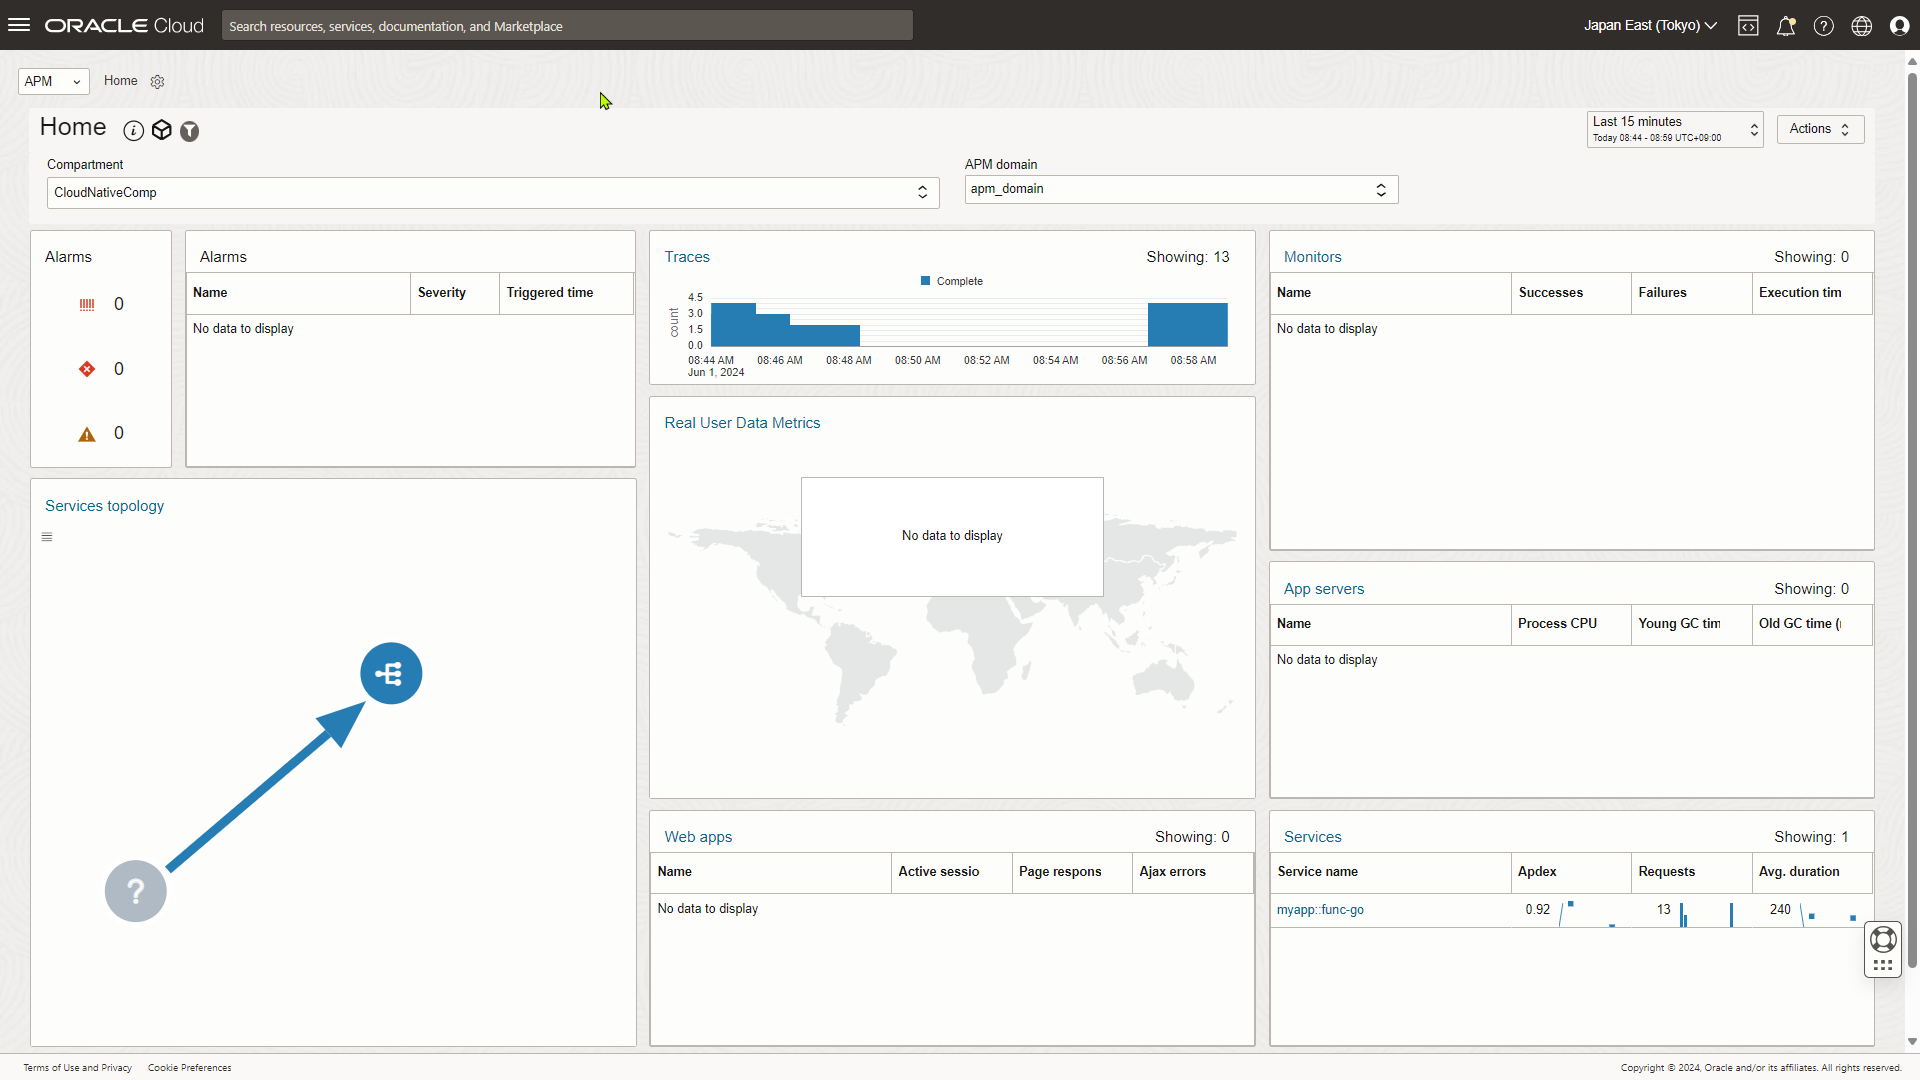 ORACLE Cloud
Search resources, services, documentation, and Marketplace
Japan East (Tokyo)
APM
Home
Home
Last 15 minutes
Today 08:44 - 08:59 UTC+09:00
Actions
Compartment
CloudNativeComp
APM domain
apm_domain
Alarms
0
0
0
Alarms
Name Severity Triggered time
No data to display
Traces
Showing: 13
Complete
count
4.5
3.0
1.5
0.0
08:44 AM 08:46 AM 08:48 AM 08:50 AM 08:52 AM 08:54 AM 08:56 AM 08:58 AM
Jun 1, 2024
Monitors
Showing: 0
Name Successes Failures Execution tim
No data to display
Services topology
?
Real User Data Metrics
No data to display
App servers
Showing: 0
Name Process CPU Young GC tim Old GC time (
No data to display
Web apps
Showing: 0
Name Active sessio Page respons Ajax errors
No data to display
Services
Showing: 1
Service name Apdex Requests Avg. duration
myapp::func-go 0.92 13 240
Terms of Use and Privacy Cookie Preferences
Copyright © 2024, Oracle and/or its affiliates. All rights reserved.